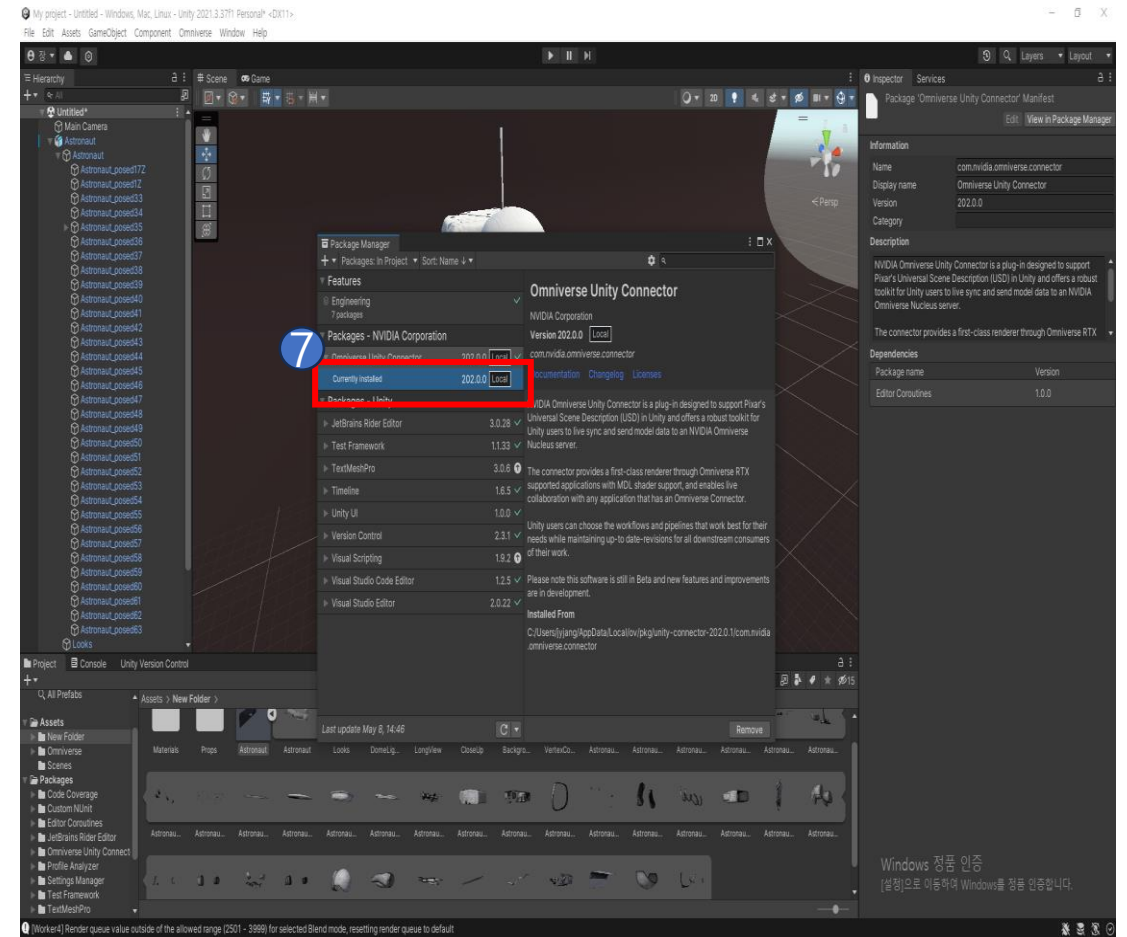 My project - Untitled - Windows, Mac, Linux - Unity 2021.3.37f1 Personal* <DX11>
File Edit Assets GameObject Component Omniverse Window Help
Layers Layout
Hierarchy
All
Untitled*
Main Camera
Astronaut
Astronaut
Astronaut_posed17Z
Astronaut_posed1Z
Astronaut_posed33
Astronaut_posed34
Astronaut_posed35
Astronaut_posed36
Astronaut_posed37
Astronaut_posed38
Astronaut_posed39
Astronaut_posed40
Astronaut_posed41
Astronaut_posed42
Astronaut_posed43
Astronaut_posed44
Astronaut_posed45
Astronaut_posed46
Astronaut_posed47
Astronaut_posed48
Astronaut_posed49
Astronaut_posed50
Astronaut_posed51
Astronaut_posed52
Astronaut_posed53
Astronaut_posed54
Astronaut_posed55
Astronaut_posed56
Astronaut_posed57
Astronaut_posed58
Astronaut_posed59
Astronaut_posed60
Astronaut_posed61
Astronaut_posed62
Astronaut_posed63
Looks
Scene Game
2D
Persp
Package Manager
Packages: In Project Sort: Name ↓
Features
Engineering
7 packages
7
Packages - NVIDIA Corporation
Omniverse Unity Connector 202.0.0 Local
Currently installed 202.0.0 Local
Packages - Unity
JetBrains Rider Editor 3.0.28
Test Framework 1.1.33
TextMeshPro 3.0.6
Timeline 1.6.5
Unity UI 1.0.0
Version Control 2.3.1
Visual Scripting 1.9.2
Visual Studio Code Editor 1.2.5
Visual Studio Editor 2.0.22
Last update May 8, 14:46
Omniverse Unity Connector
NVIDIA Corporation
Version 202.0.0 Local
com.nvidia.omniverse.connector
Documentation Changelog Licenses
NVIDIA Omniverse Unity Connector is a plug-in designed to support Pixar's
Universal Scene Description (USD) in Unity and offers a robust toolkit for
Unity users to live sync and send model data to an NVIDIA Omniverse
Nucleus server.
The connector provides a first-class renderer through Omniverse RTX
supported applications with MDL shader support, and enables live
collaboration with any application that has an Omniverse Connector.
Unity users can choose the workflows and pipelines that work best for their
needs while maintaining up-to date-revisions for all downstream consumers
of their work.
Please note this software is still in Beta and new features and improvements
are in development.
Installed From
C:/Users/jyjang/AppData/Local/ov/pkg/unity-connector-202.0.1/com.nvidia
.omniverse.connector
Remove
Inspector Services
Package 'Omniverse Unity Connector' Manifest
Edit View in Package Manager
Information
Name com.nvidia.omniverse.connector
Display name Omniverse Unity Connector
Version 202.0.0
Category
Description
NVIDIA Omniverse Unity Connector is a plug-in designed to support
Pixar's Universal Scene Description (USD) in Unity and offers a robust
toolkit for Unity users to live sync and send model data to an NVIDIA
Omniverse Nucleus server.
The connector provides a first-class renderer through Omniverse RTX
Dependencies
Package name Version
Editor Coroutines 1.0.0
Project Console Unity Version Control
15
All Prefabs
Assets
New Folder
Omniverse
Scenes
Packages
Code Coverage
Custom NUnit
Editor Coroutines
JetBrains Rider Editor
Omniverse Unity Connect
Profile Analyzer
Settings Manager
Test Framework
TextMeshPro
Assets > New Folder >
Materials Props Astronaut Astronaut Looks DomeLig... LongView CloseUp Backgro... VertexCo... Astronau... Astronau... Astronau... Astronau... Astronau... Astronau...
Astronau... Astronau... Astronau... Astronau... Astronau... Astronau... Astronau... Astronau... Astronau... Astronau... Astronau... Astronau... Astronau... Astronau... Astronau... Astronau...
Windows 정품 인증
[설정]으로 이동하여 Windows를 정품 인증합니다.
[Worker4] Render queue value outside of the allowed range (2501 - 3999) for selected Blend mode, resetting render queue to default